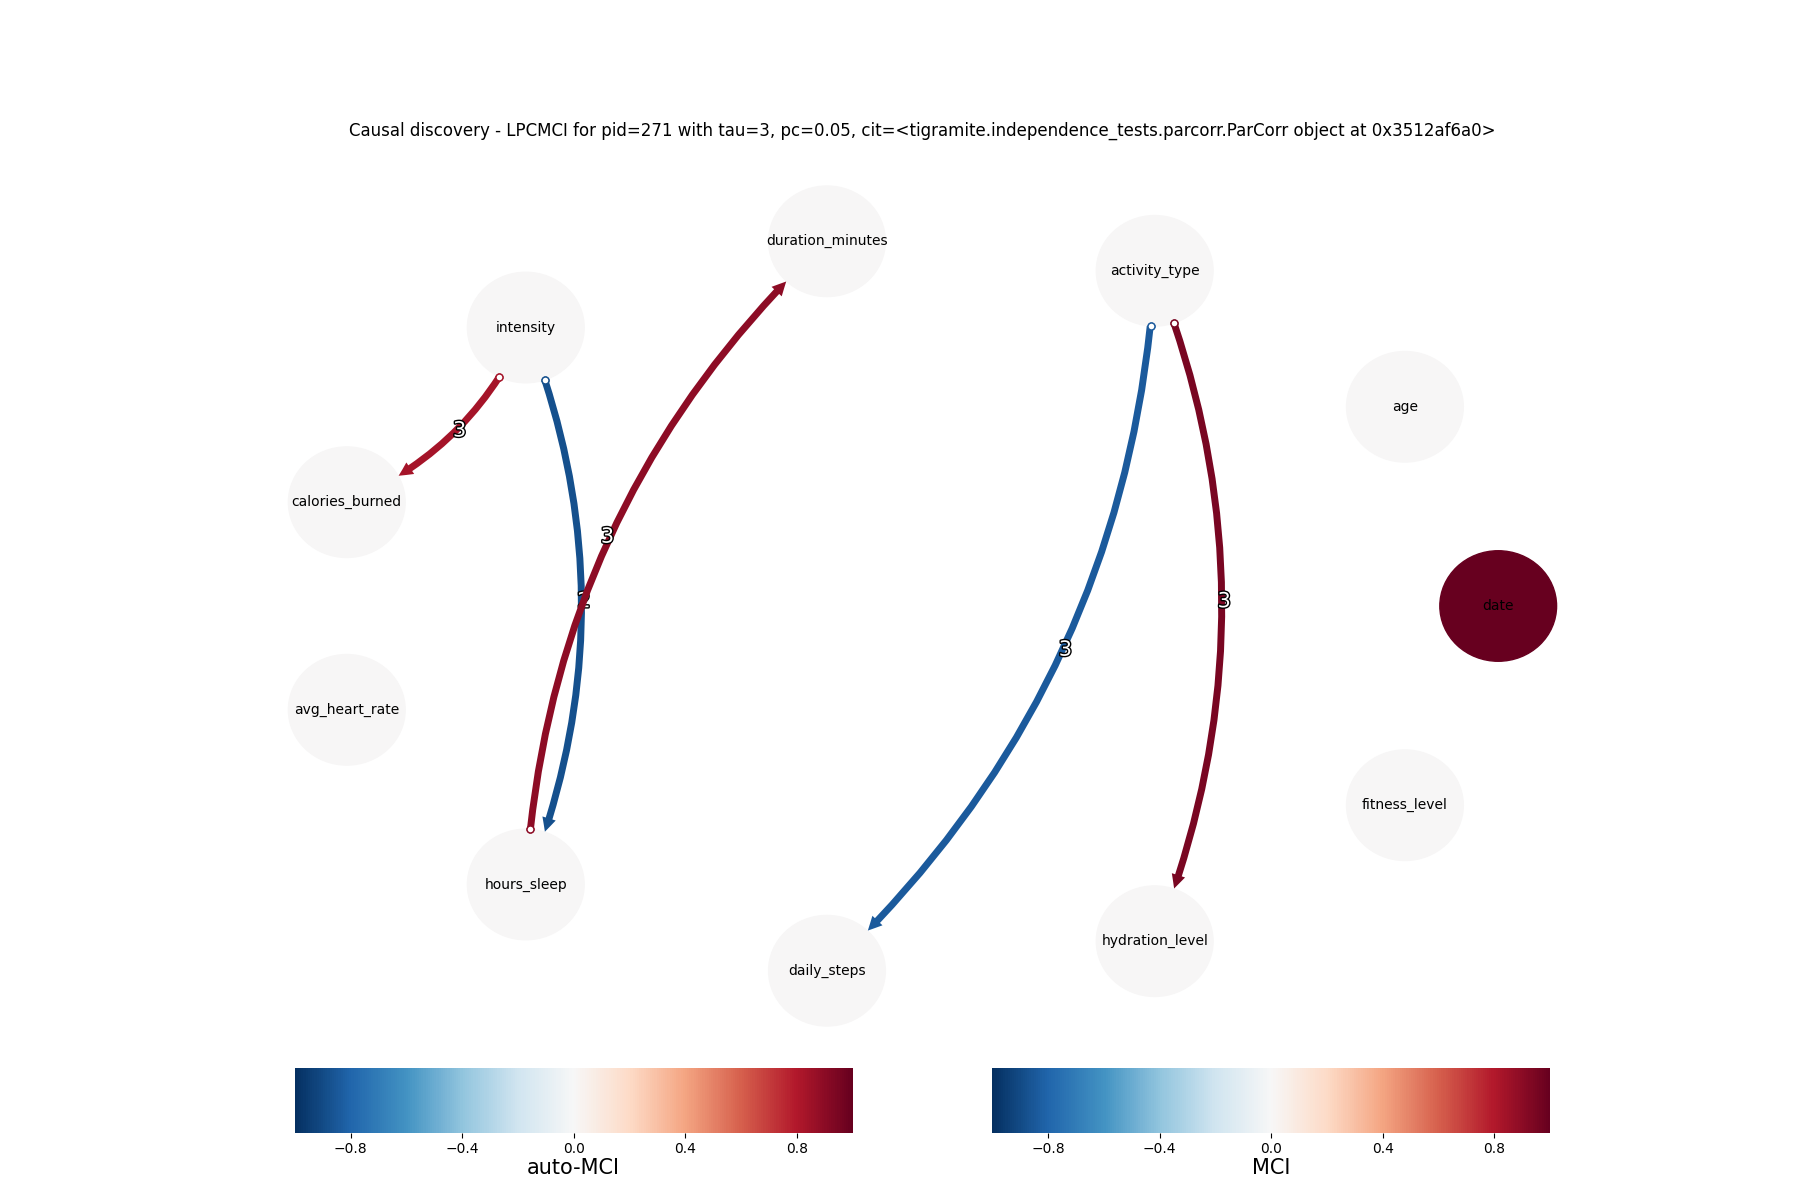 Causal discovery - LPCMCI for pid=271 with tau=3, pc=0.05, cit=<tigramite.independence_tests.parcorr.ParCorr object at 0x3512af6a0>
duration_minutes
activity_type
intensity
age
3
calories_burned
3
3
date
3
avg_heart_rate
fitness_level
hours_sleep
hydration_level
daily_steps
−0.8 −0.4 0.0 0.4 0.8
auto-MCI
−0.8 −0.4 0.0 0.4 0.8
MCI